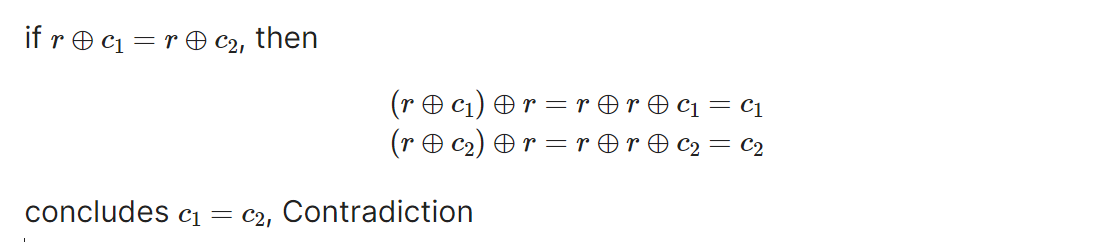 if r ⊕ c₁ = r ⊕ c₂, then
(r ⊕ c₁) ⊕ r = r ⊕ r ⊕ c₁ = c₁
(r ⊕ c₂) ⊕ r = r ⊕ r ⊕ c₂ = c₂
concludes c₁ = c₂, Contradiction